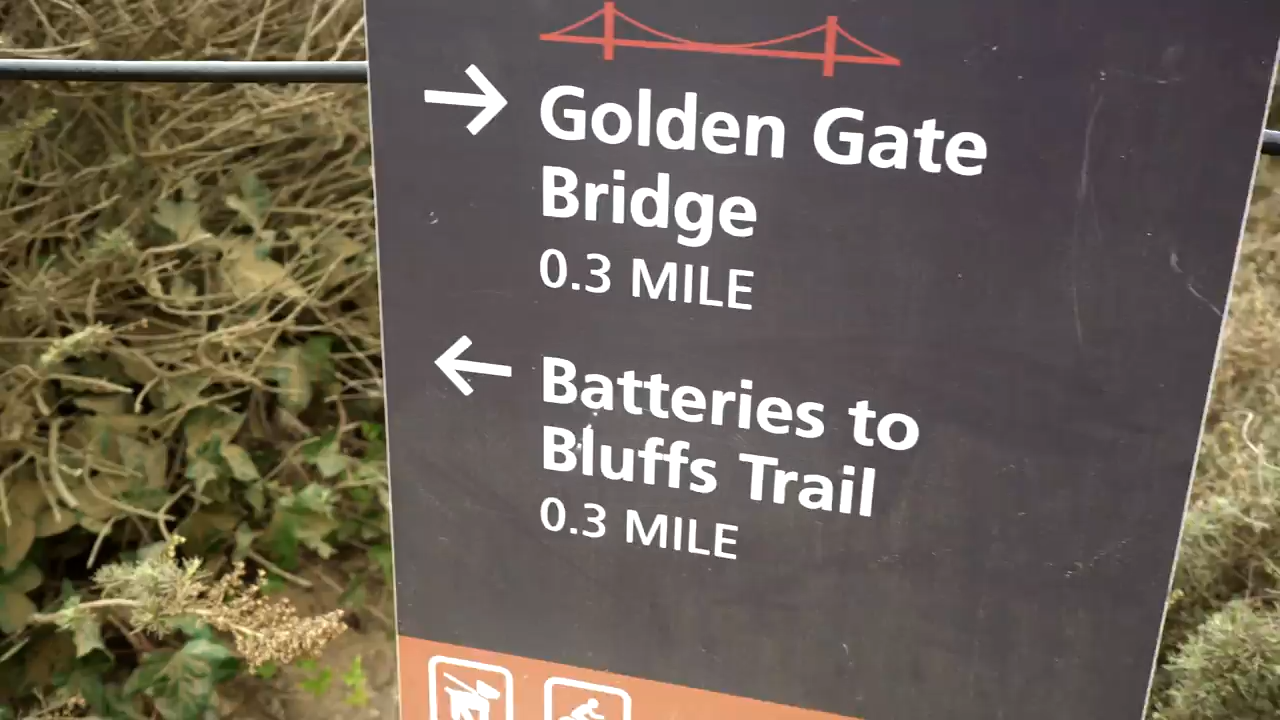 Golden Gate
Bridge
0.3 MILE
Batteries to
Bluffs Trail
0.3 MILE